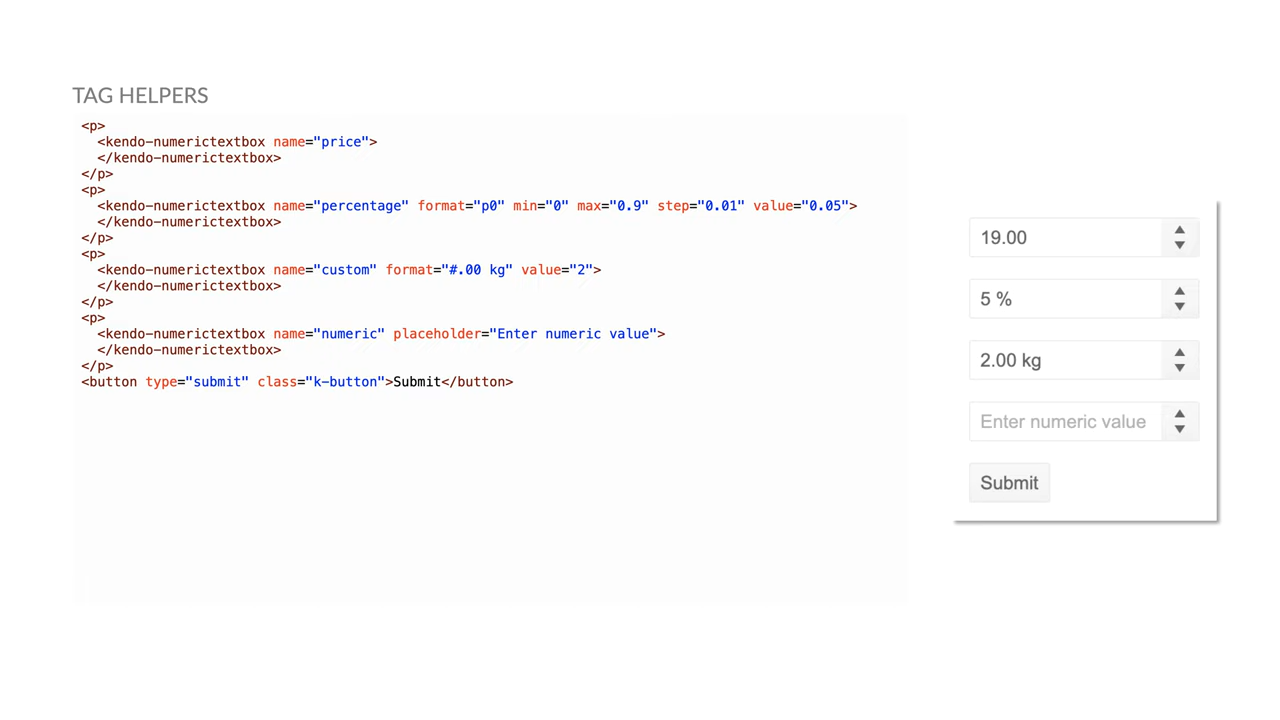 TAG HELPERS
<p>
  <kendo-numerictextbox name="price">
  </kendo-numerictextbox>
</p>
<p>
  <kendo-numerictextbox name="percentage" format="p0" min="0" max="0.9" step="0.01" value="0.05">
  </kendo-numerictextbox>
</p>
<p>
  <kendo-numerictextbox name="custom" format="#.00 kg" value="2">
  </kendo-numerictextbox>
</p>
<p>
  <kendo-numerictextbox name="numeric" placeholder="Enter numeric value">
  </kendo-numerictextbox>
</p>
<button type="submit" class="k-button">Submit</button>
19.00
5 %
2.00 kg
Enter numeric value
Submit